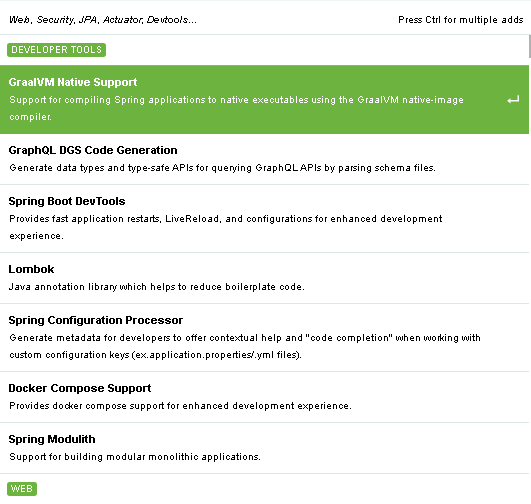 Web, Security, JPA, Actuator, Devtools...
Press Ctrl for multiple adds
DEVELOPER TOOLS
GraalVM Native Support
Support for compiling Spring applications to native executables using the GraalVM native-image
compiler.
GraphQL DGS Code Generation
Generate data types and type-safe APIs for querying GraphQL APIs by parsing schema files.
Spring Boot DevTools
Provides fast application restarts, LiveReload, and configurations for enhanced development
experience.
Lombok
Java annotation library which helps to reduce boilerplate code.
Spring Configuration Processor
Generate metadata for developers to offer contextual help and "code completion" when working with
custom configuration keys (ex.application.properties/.yml files).
Docker Compose Support
Provides docker compose support for enhanced development experience.
Spring Modulith
Support for building modular monolithic applications.
WEB